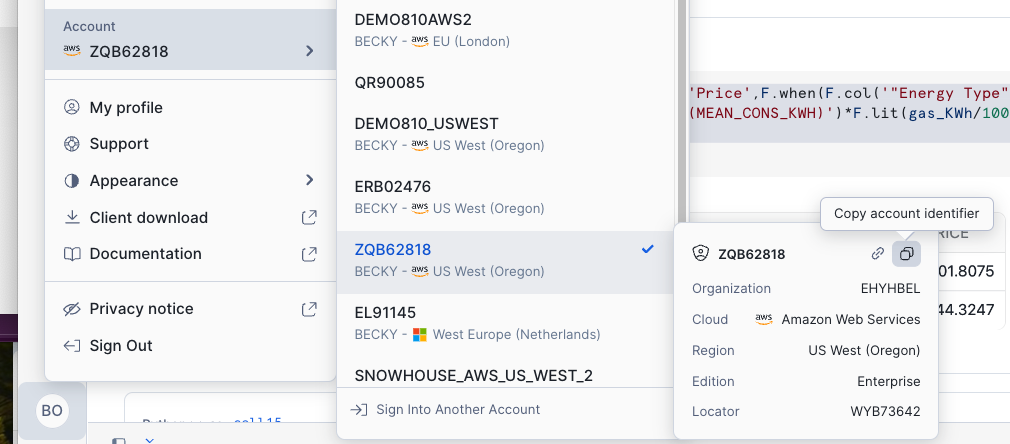 Account
aws ZQB62818
My profile
Support
Appearance
Client download
Documentation
Privacy notice
Sign Out
BO
DEMO810AWS2
BECKY - aws EU (London)
QR90085
DEMO810_USWEST
BECKY - aws US West (Oregon)
ERB02476
BECKY - aws US West (Oregon)
ZQB62818
BECKY - aws US West (Oregon)
EL91145
BECKY - West Europe (Netherlands)
SNOWHOUSE_AWS_US_WEST_2
Sign Into Another Account
'Price',F.when(F.col('"Energy Type"
(MEAN_CONS_KWH)')*F.lit(gas_KWh/100
Copy account identifier
RICE
01.8075
44.3247
ZQB62818
Organization EHYHBEL
Cloud aws Amazon Web Services
Region US West (Oregon)
Edition Enterprise
Locator WYB73642